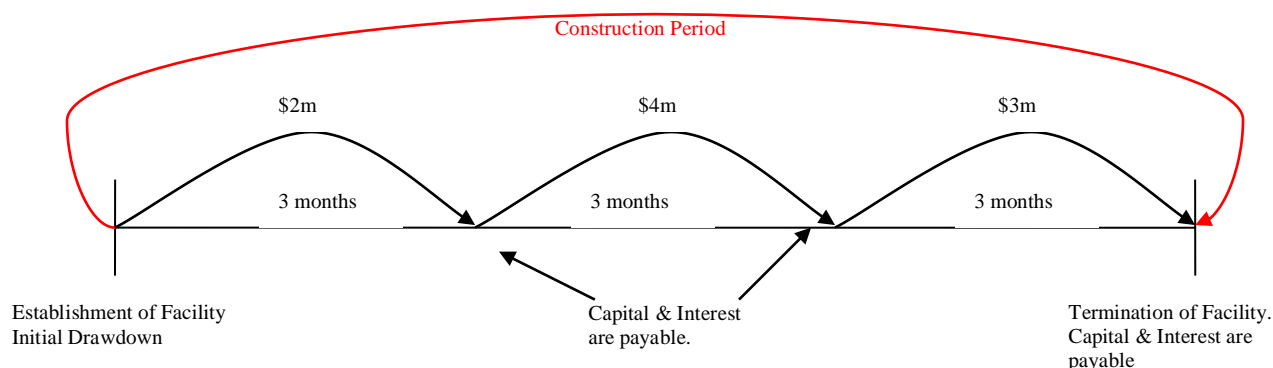 Construction Period
$2m
$4m
$3m
3 months
3 months
3 months
Establishment of Facility
Initial Drawdown
Capital & Interest
are payable.
Termination of Facility.
Capital & Interest are
payable